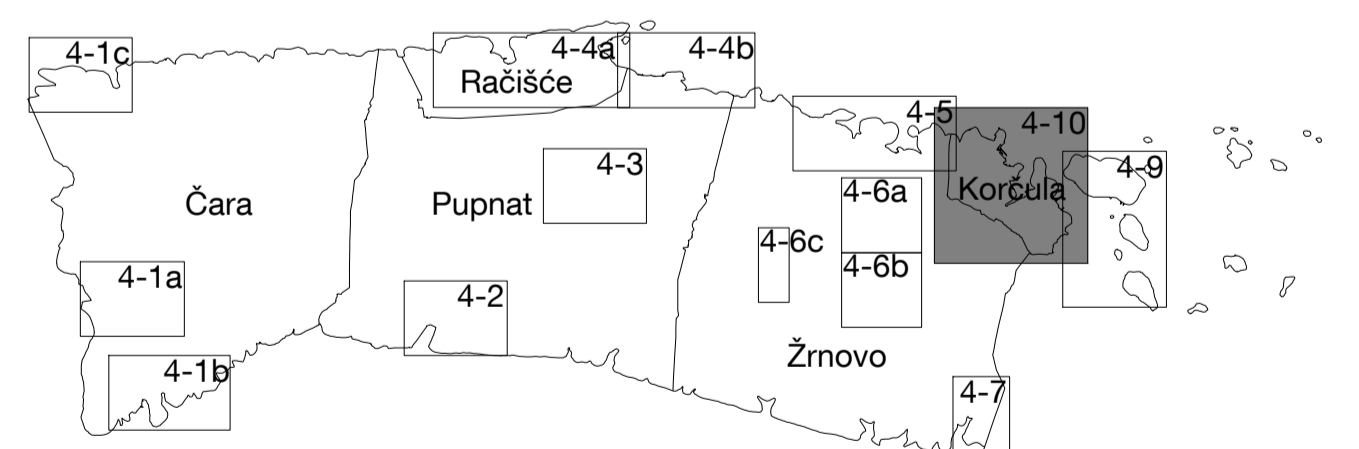 4-1c
4-4a
4-4b
Račišće
4-5
4-10
4-3
4-9
Čara
Pupnat
4-6a
Korčula
4-6c
4-6b
4-1a
4-2
Žrnovo
4-1b
4-7